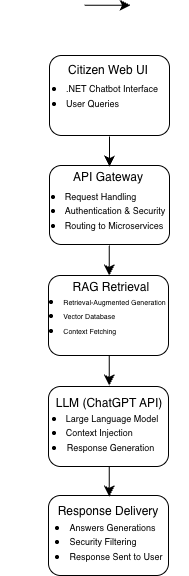 Citizen Web UI
.NET Chatbot Interface
User Queries
API Gateway
Request Handling
Authentication & Security
Routing to Microservices
RAG Retrieval
Retrieval-Augmented Generation
Vector Database
Context Fetching
LLM (ChatGPT API)
Large Language Model
Context Injection
Response Generation
Response Delivery
Answers Generations
Security Filtering
Response Sent to User